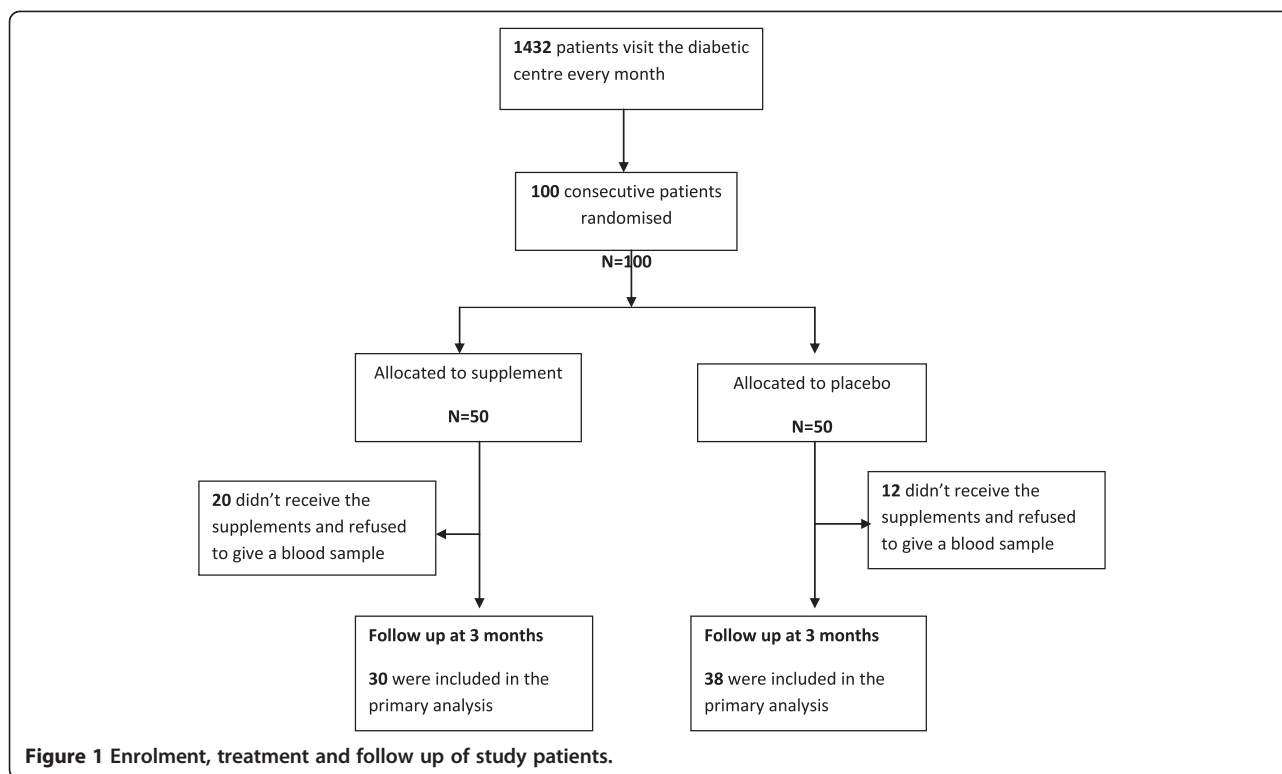 1432 patients visit the diabetic
centre every month
100 consecutive patients
randomised
N=100
Allocated to supplement
N=50
Allocated to placebo
N=50
20 didn’t receive the
supplements and refused
to give a blood sample
12 didn’t receive the
supplements and refused
to give a blood sample
Follow up at 3 months
30 were included in the
primary analysis
Follow up at 3 months
38 were included in the
primary analysis
Figure 1 Enrolment, treatment and follow up of study patients.